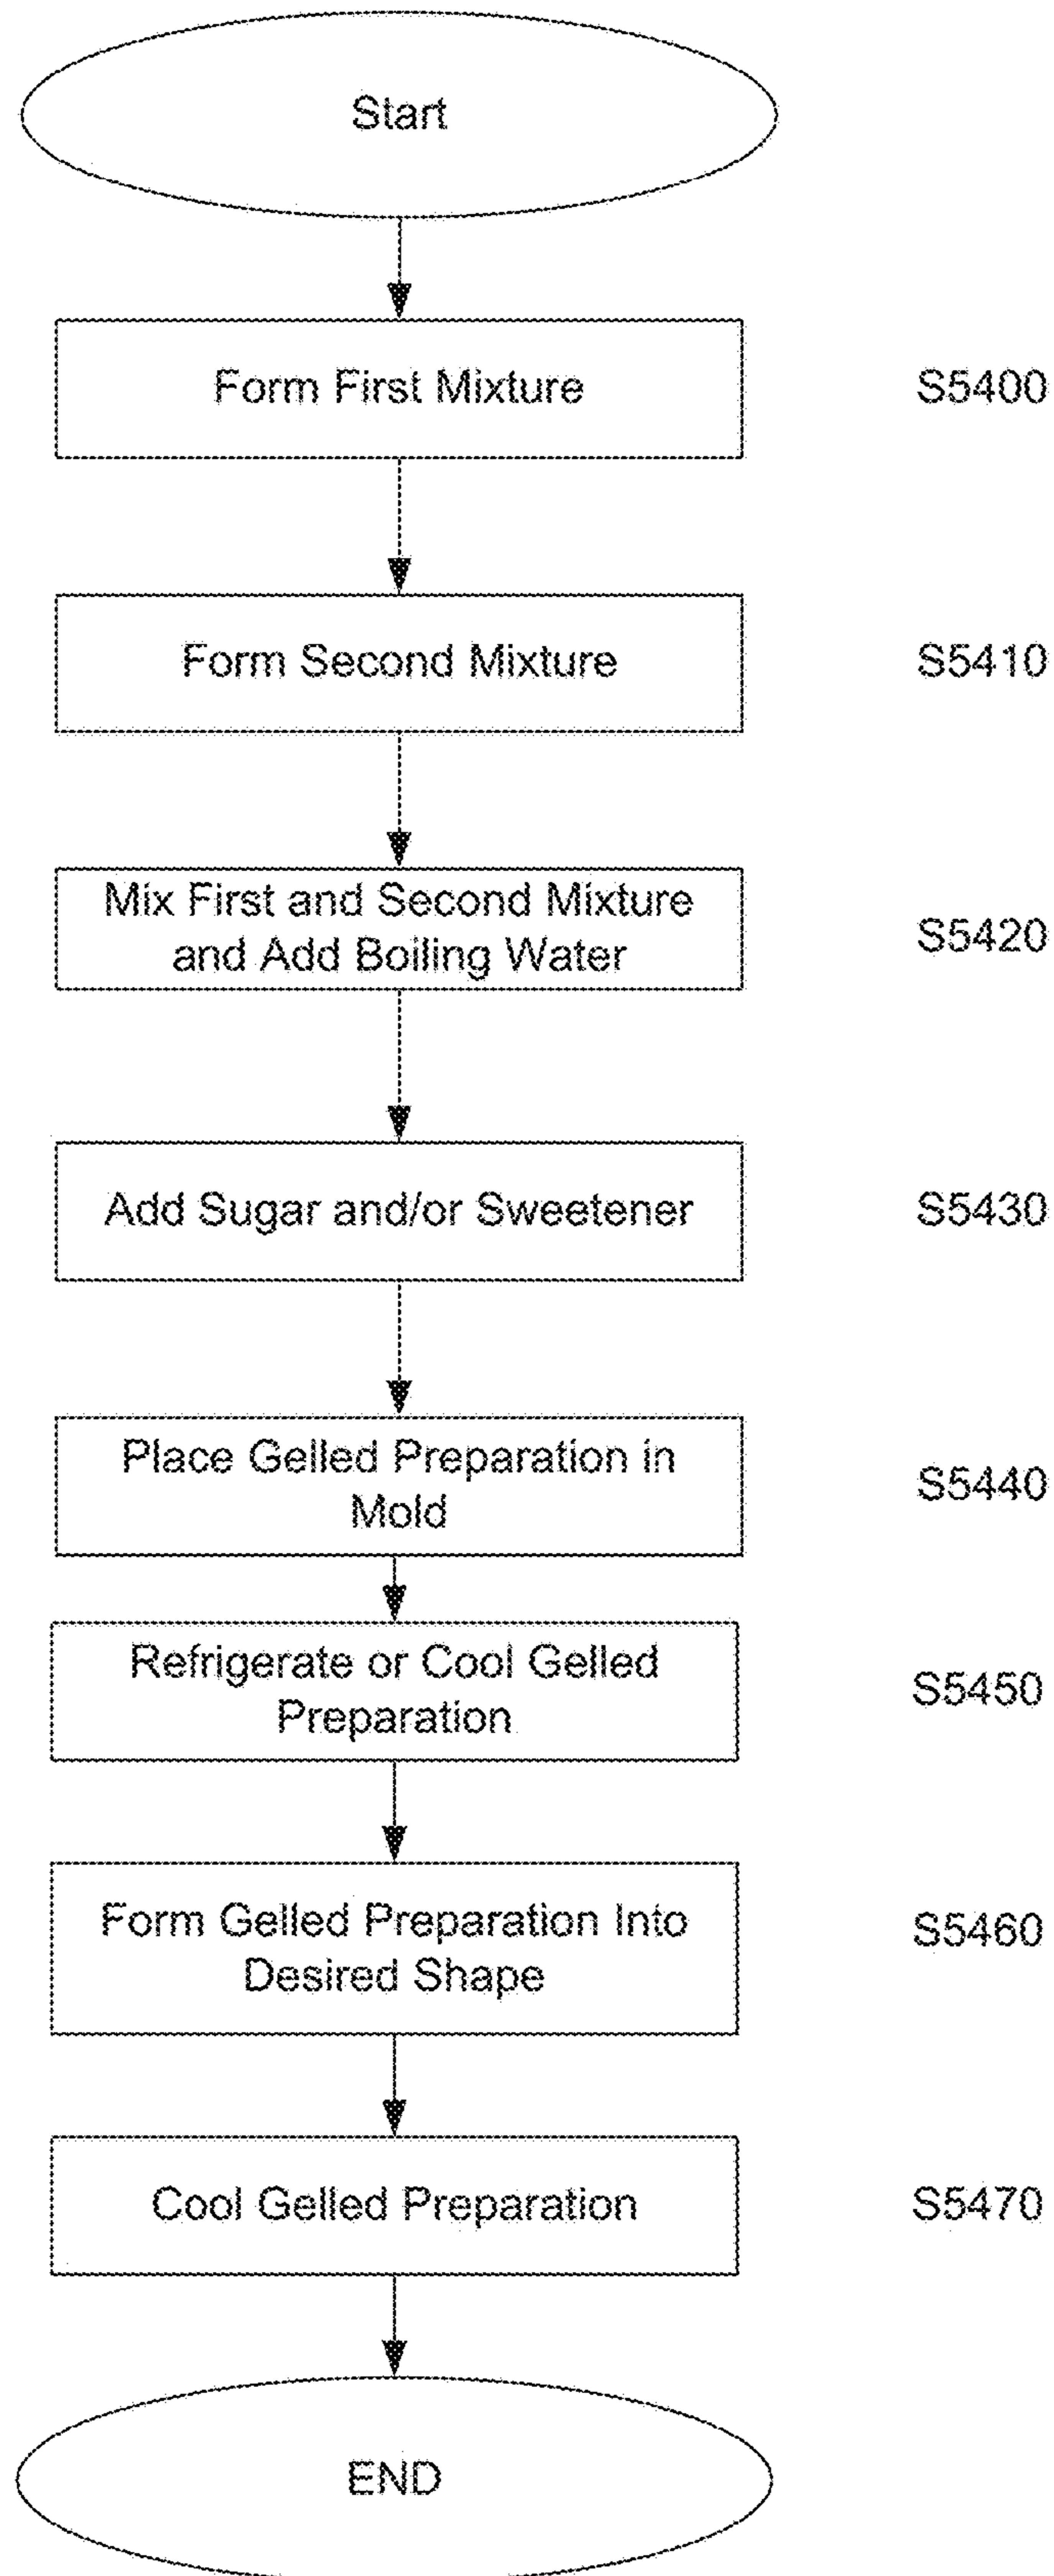 Start
Form First Mixture
S5400
Form Second Mixture
S5410
Mix First and Second Mixture
and Add Boiling Water
S5420
Add Sugar and/or Sweetener
S5430
Place Gelled Preparation in
Mold
S5440
Refrigerate or Cool Gelled
Preparation
S5450
Form Gelled Preparation Into
Desired Shape
S5460
Cool Gelled Preparation
S5470
END